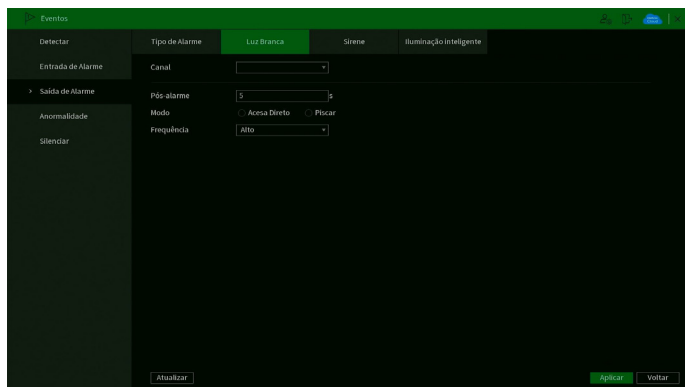 Eventos
Detectar
Entrada de Alarme
Saída de Alarme
Anormalidade
Silenciar
Tipo de Alarme Luz Branca Sirene Iluminação inteligente
Canal
Pós-alarme 5 s
Modo Acesa Direto Piscar
Frequência Alto
Atualizar Aplicar Voltar